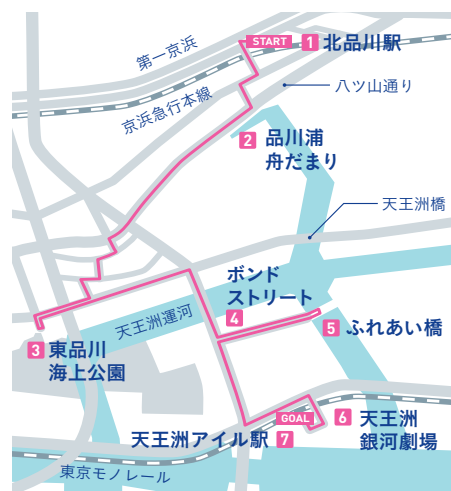 第一京浜
START
1 北品川駅
京浜急行本線
八ツ山通り
2 品川浦
舟だまり
天王洲橋
ボンド
ストリート
4
天王洲運河
5 ふれあい橋
3 東品川
海上公園
GOAL
6 天王洲
銀河劇場
天王洲アイル駅 7
東京モノレール